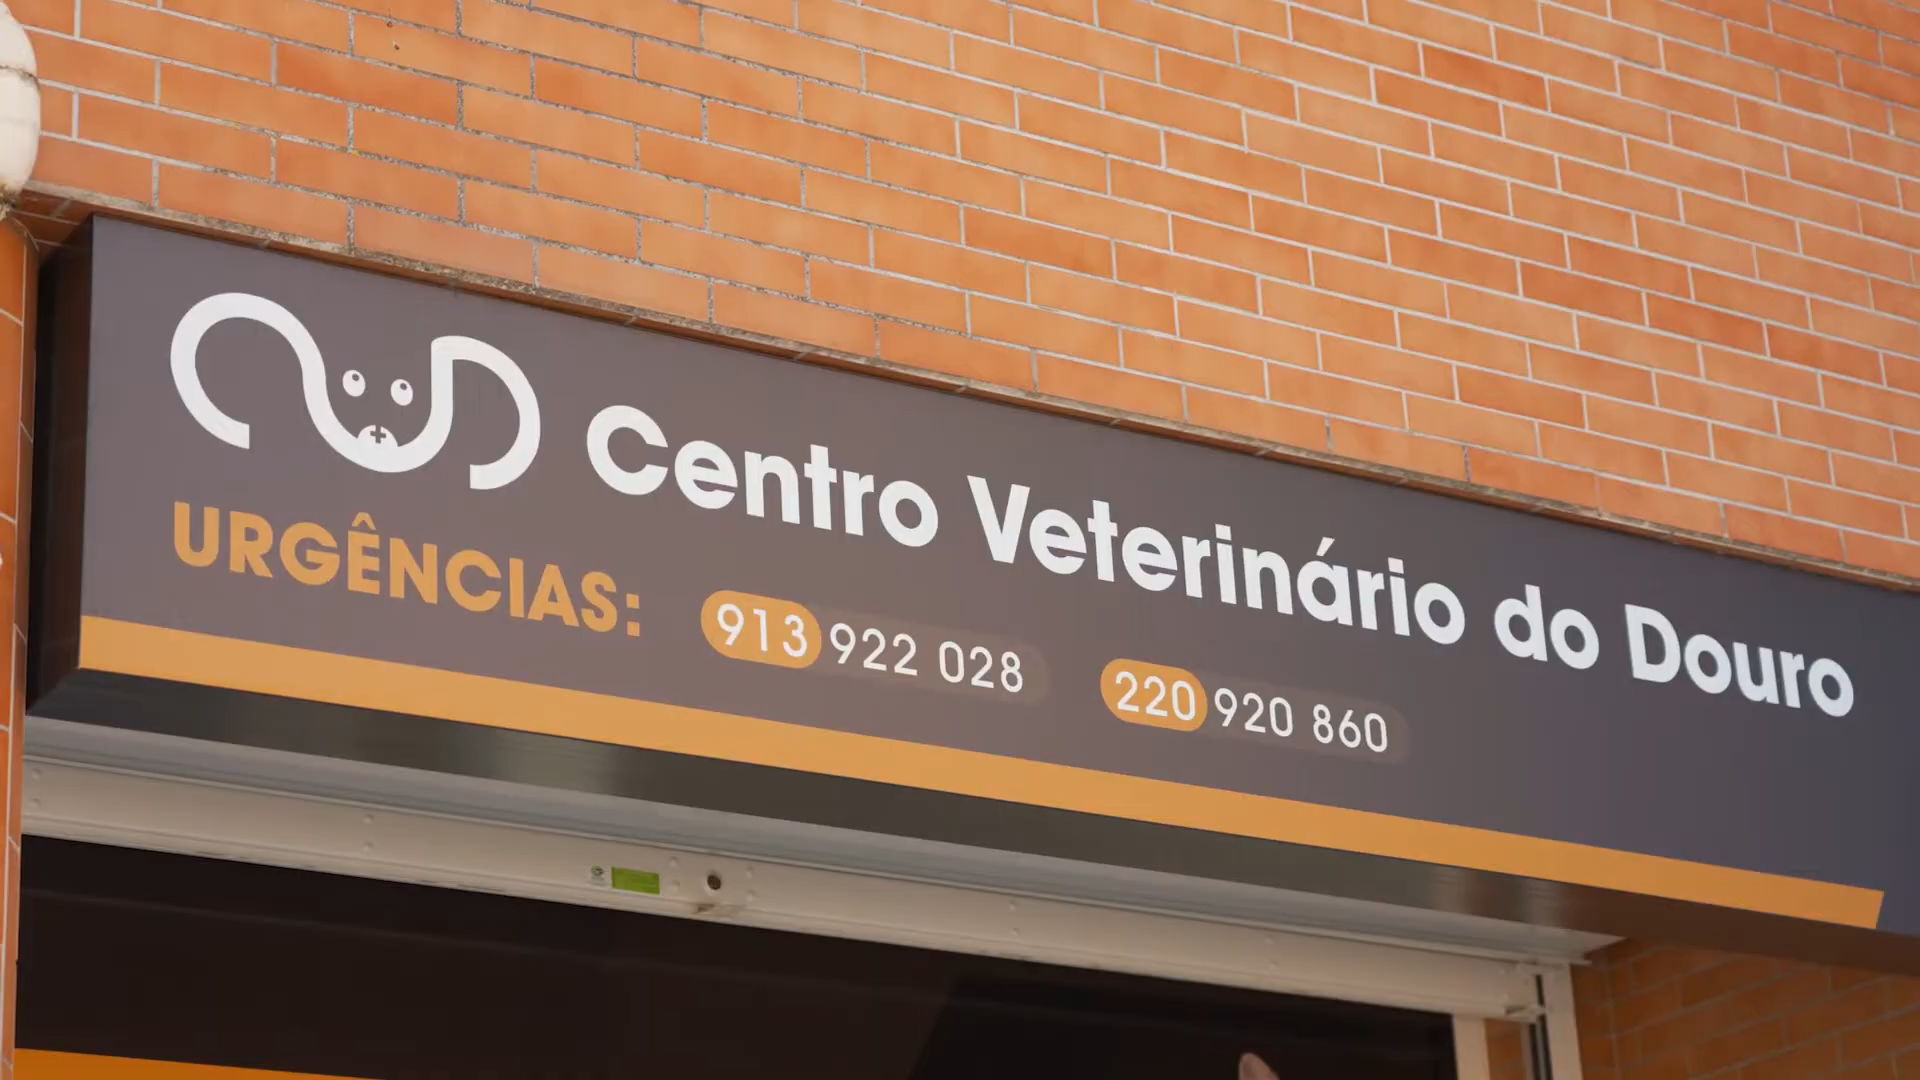 Centro Veterinário do Douro
URGÊNCIAS: 913 922 028 220 920 860